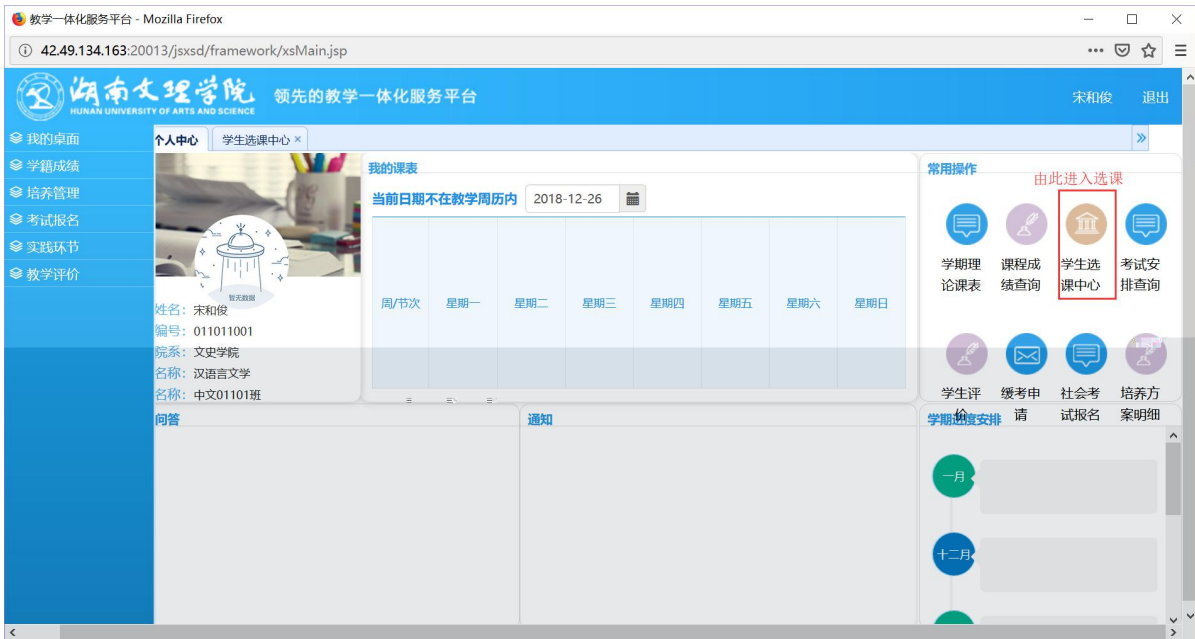 教学一体化服务平台 - Mozilla Firefox
42.49.134.163:20013/jsxsd/framework/xsMain.jsp
湖南文理学院
HUNAN UNIVERSITY OF ARTS AND SCIENCE
领先的教学一体化服务平台
宋和俊
退出
我的桌面
学籍成绩
培养管理
考试报名
实践环节
教学评价
个人中心
学生选课中心 ×
暂无数据
姓名：宋和俊
编号：011011001
院系：文史学院
名称：汉语言文学
名称：中文01101班
我的课表
当前日期不在教学周历内
2018-12-26
周/节次 星期一 星期二 星期三 星期四 星期五 星期六 星期日
常用操作
由此进入选课
学期理
论课表
课程成
绩查询
学生选
课中心
考试安
排查询
学生评
价
缓考申
请
社会考
试报名
培养方
案明细
问答
通知
学期进度安排
一月
十二月